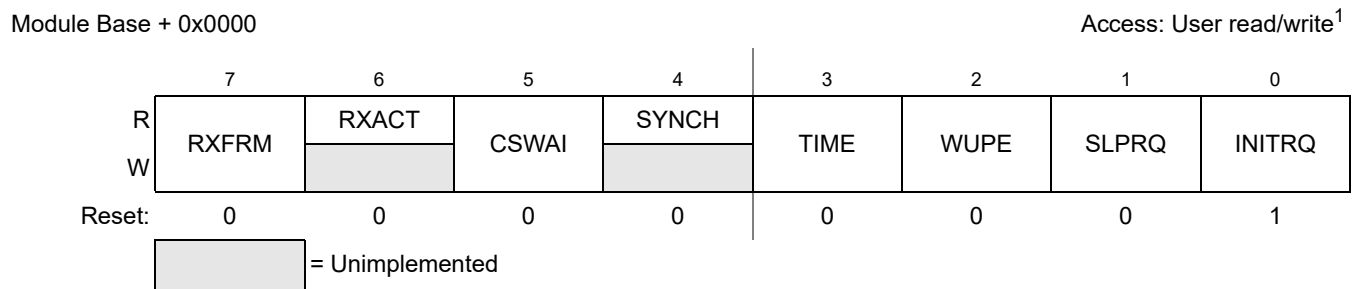 Module Base + 0x0000 Access: User read/write1
7 6 5 4 3 2 1 0
R RXFRM RXACT CSWAI SYNCH TIME WUPE SLPRQ INITRQ
W
Reset: 0 0 0 0 0 0 0 1
= Unimplemented